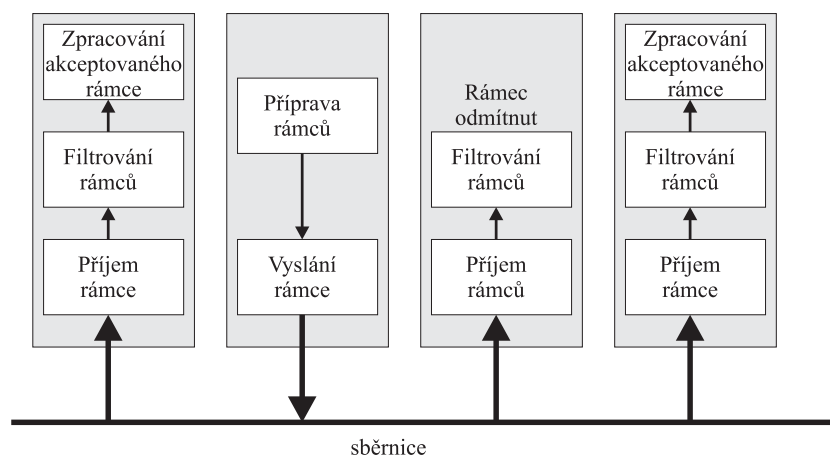 Zpracování
akceptovaného
rámce
Filtrování
rámců
Příjem
rámce
Příprava
rámců
Vyslání
rámce
Rámec
odmítnut
Filtrování
rámců
Příjem
rámců
Zpracování
akceptovaného
rámce
Filtrování
rámců
Příjem
rámce
sběrnice